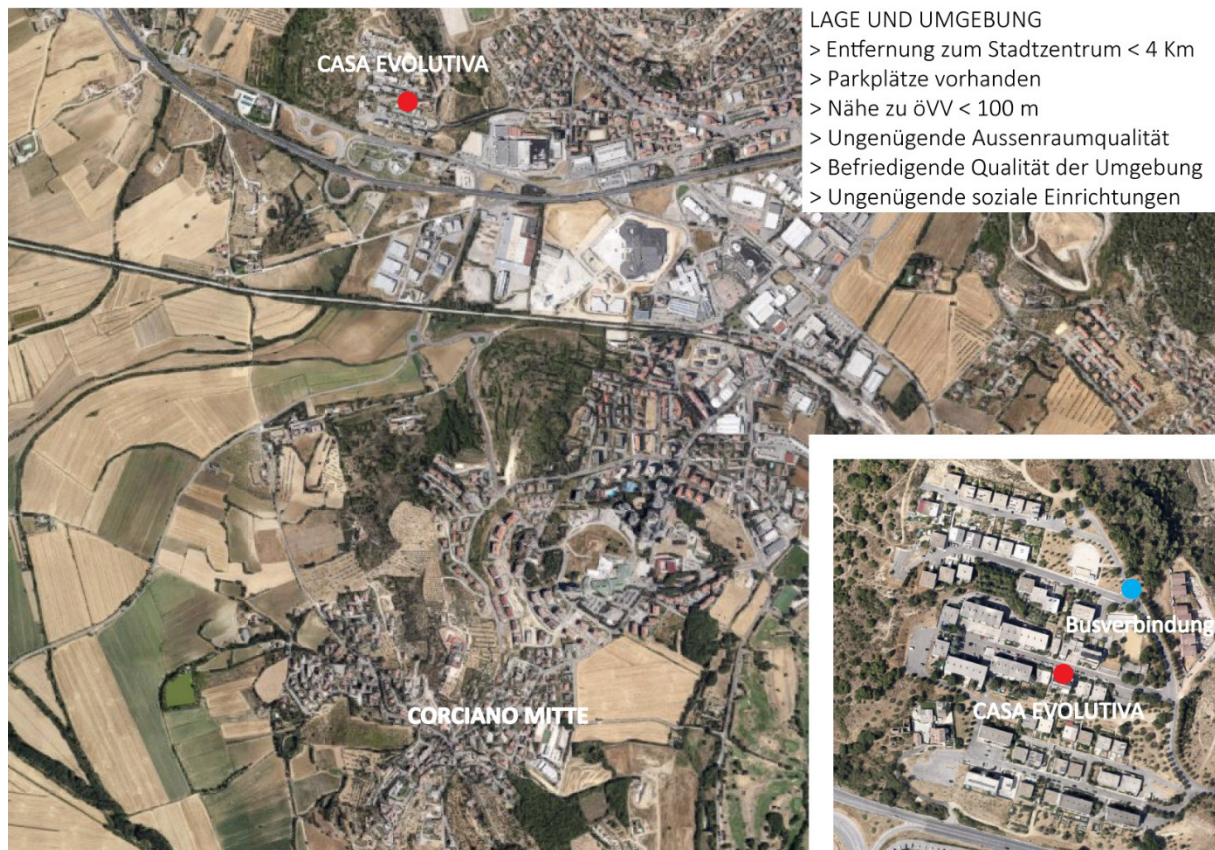 LAGE UND UMGEBUNG
> Entfernung zum Stadtzentrum < 4 Km
> Parkplätze vorhanden
> Nähe zu öVV < 100 m
> Ungenügende Aussenraumqualität
> Befriedigende Qualität der Umgebung
> Ungenügende soziale Einrichtungen
CASA EVOLUTIVA
CORCIANO MITTE
Busverbindung
CASA EVOLUTIVA